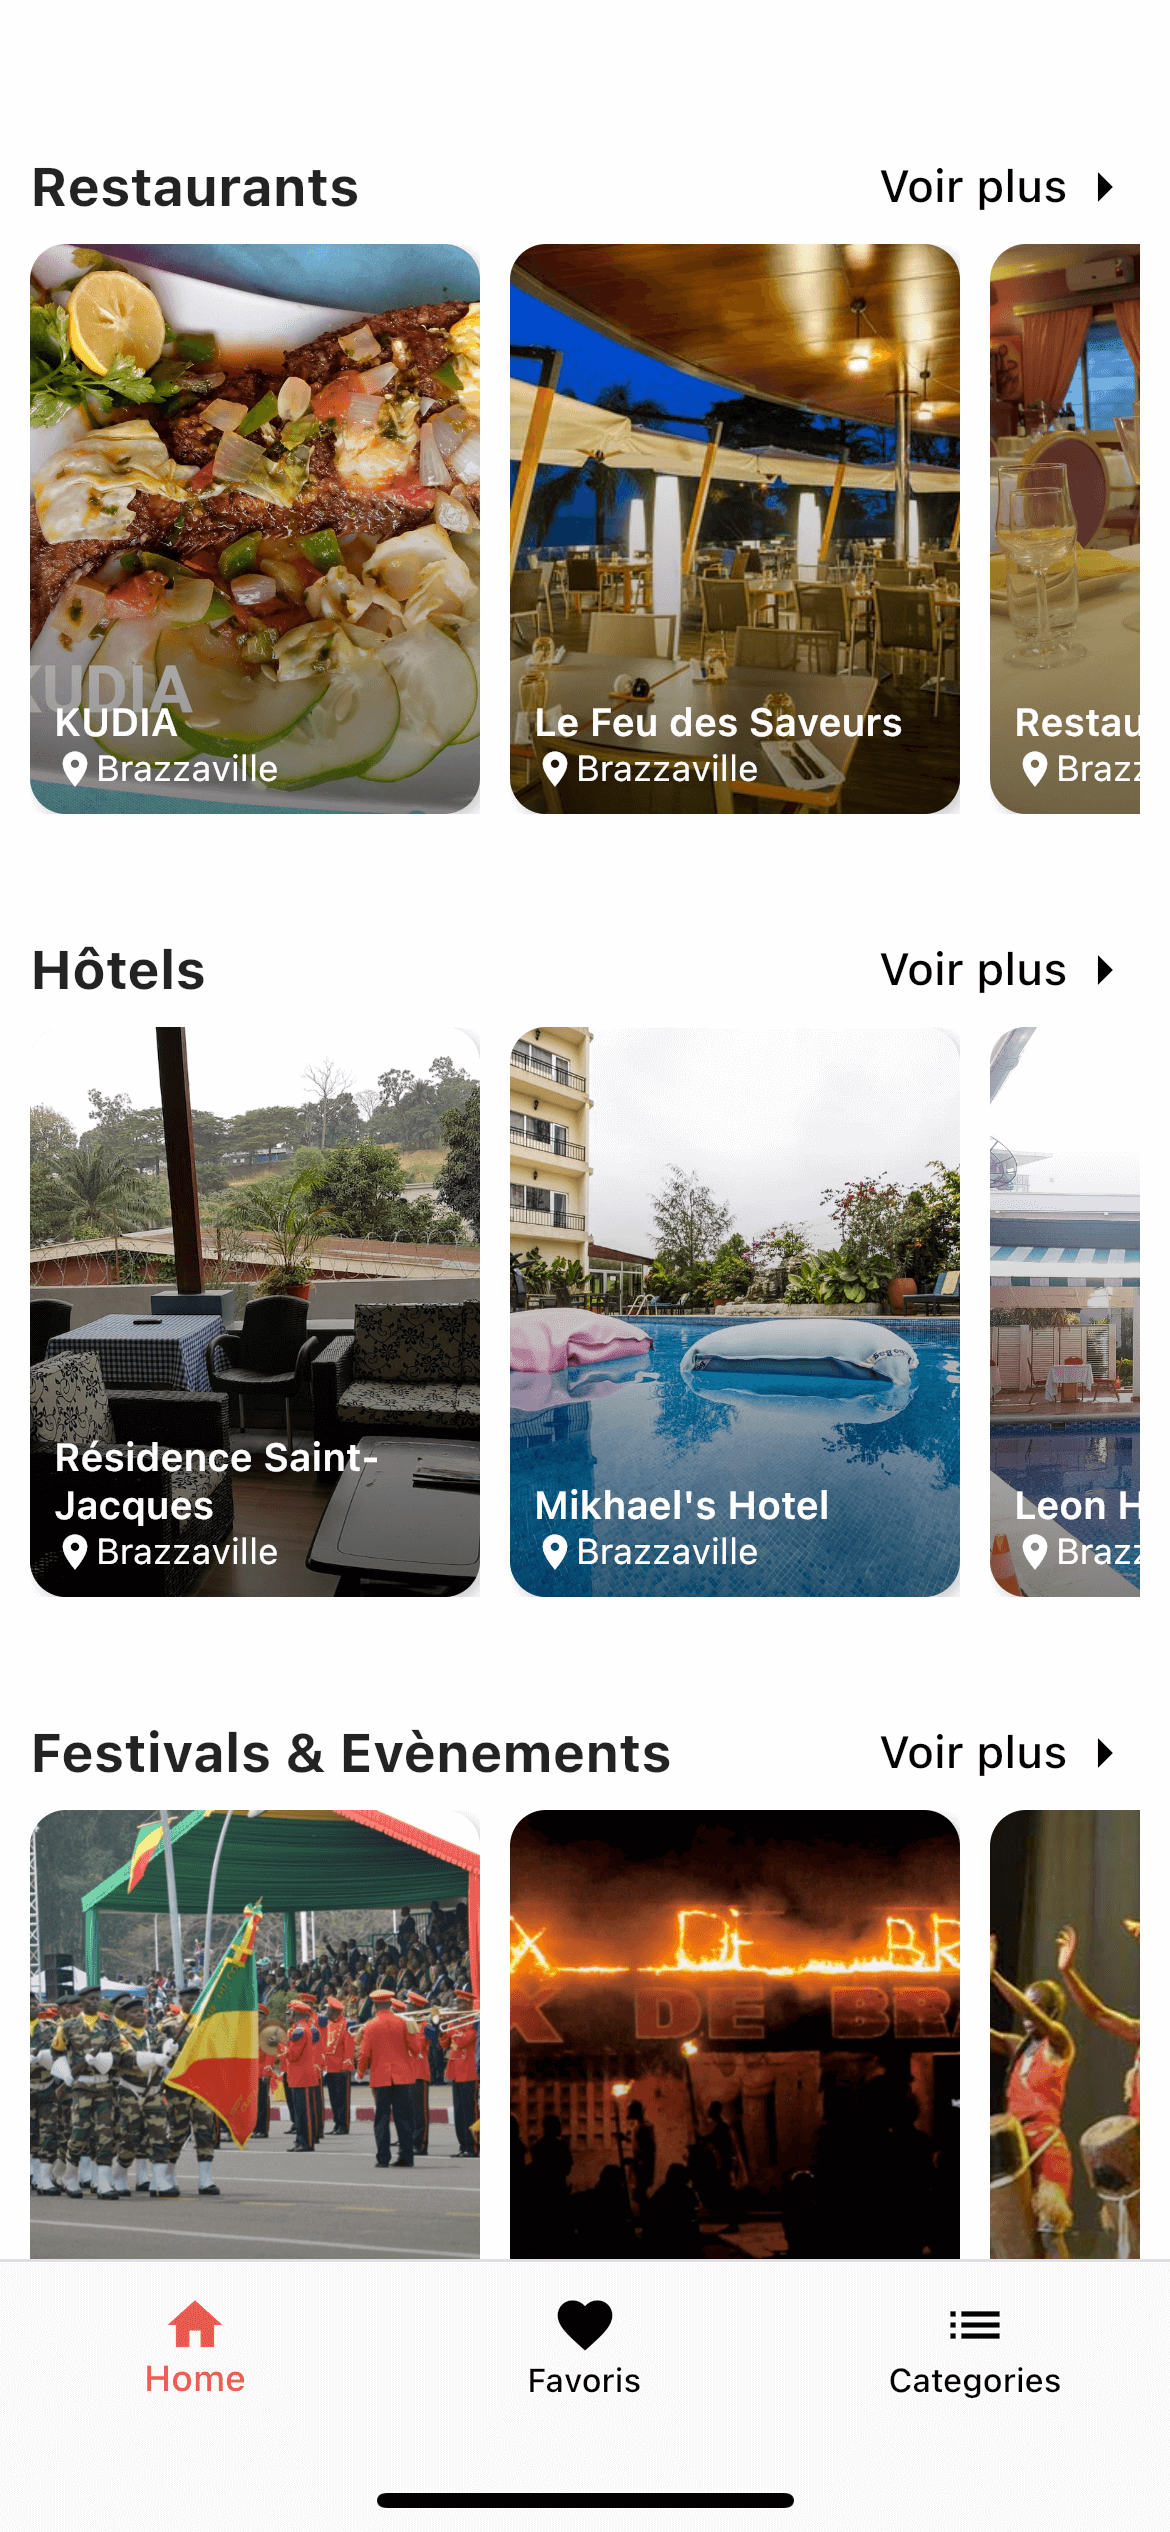 Restaurants
Voir plus
KUDIA
KUDIA
Brazzaville
Le Feu des Saveurs
Brazzaville
Restau
Brazz
Hôtels
Voir plus
Résidence Saint-
Jacques
Brazzaville
Mikhael's Hotel
Brazzaville
Leon H
Brazz
Festivals & Evènements
Voir plus
X DE BR
X DE BRA
Home
Favoris
Categories